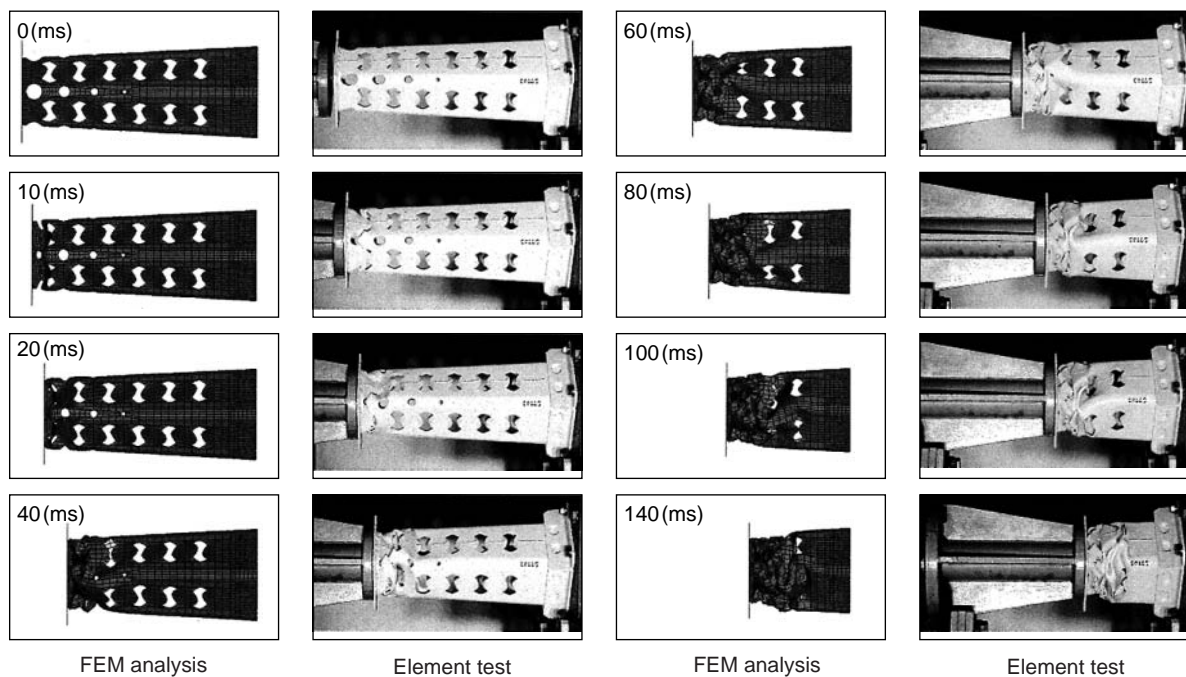 0 (ms)
60 (ms)
10 (ms)
80 (ms)
20 (ms)
100 (ms)
40 (ms)
140 (ms)
FEM analysis
Element test
FEM analysis
Element test